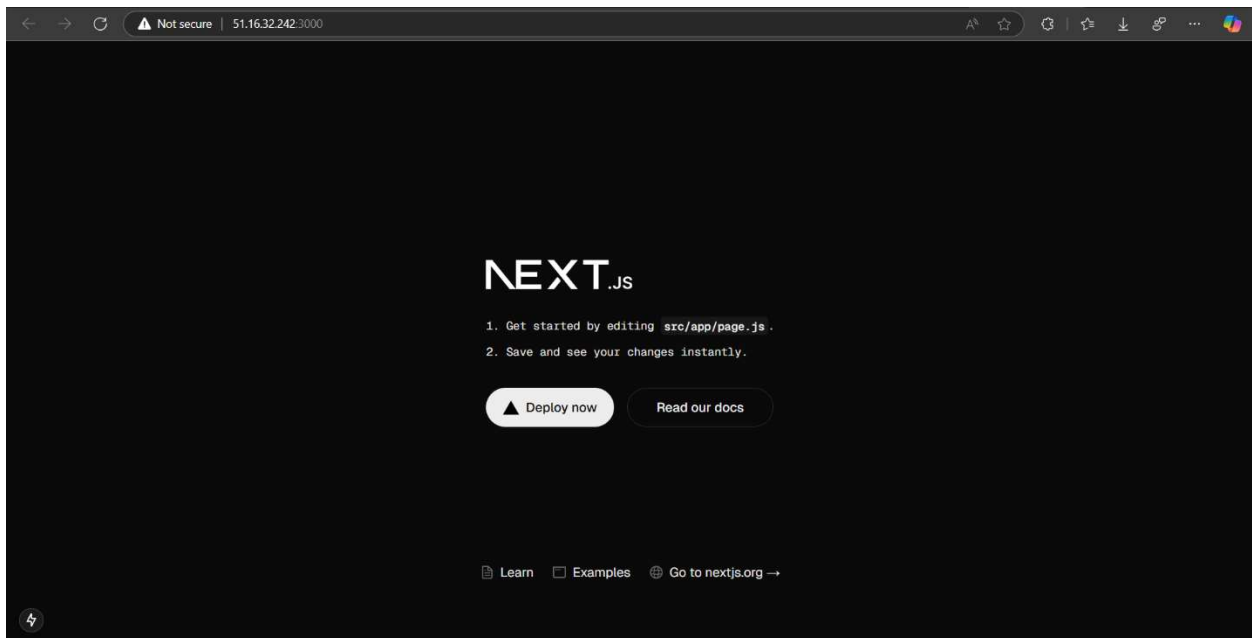 Not secure | 51.16.32.242:3000
NEXT.JS
1. Get started by editing src/app/page.js.
2. Save and see your changes instantly.
Deploy now Read our docs
Learn Examples Go to nextjs.org →